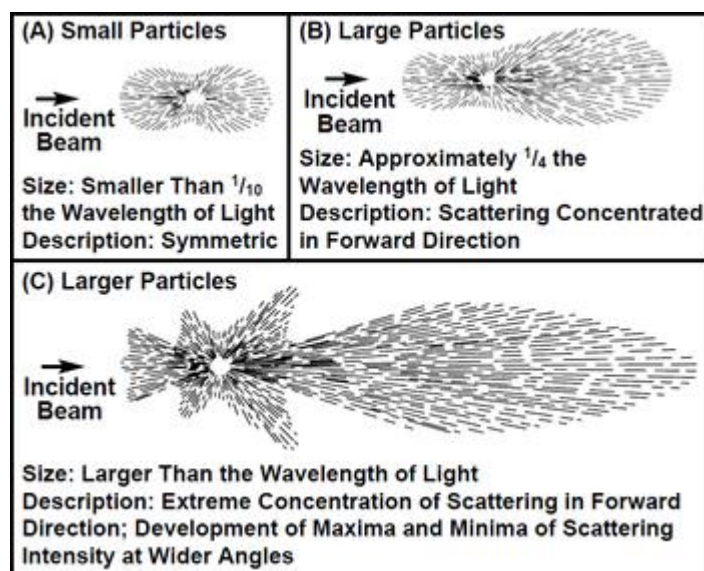 (A) Small Particles
Incident
Beam
Size: Smaller Than 1/10
the Wavelength of Light
Description: Symmetric
(B) Large Particles
Size: Approximately 1/4 the
Wavelength of Light
Description: Scattering Concentrated
in Forward Direction
(C) Larger Particles
Incident
Beam
Size: Larger Than the Wavelength of Light
Description: Extreme Concentration of Scattering in Forward
Direction; Development of Maxima and Minima of Scattering
Intensity at Wider Angles